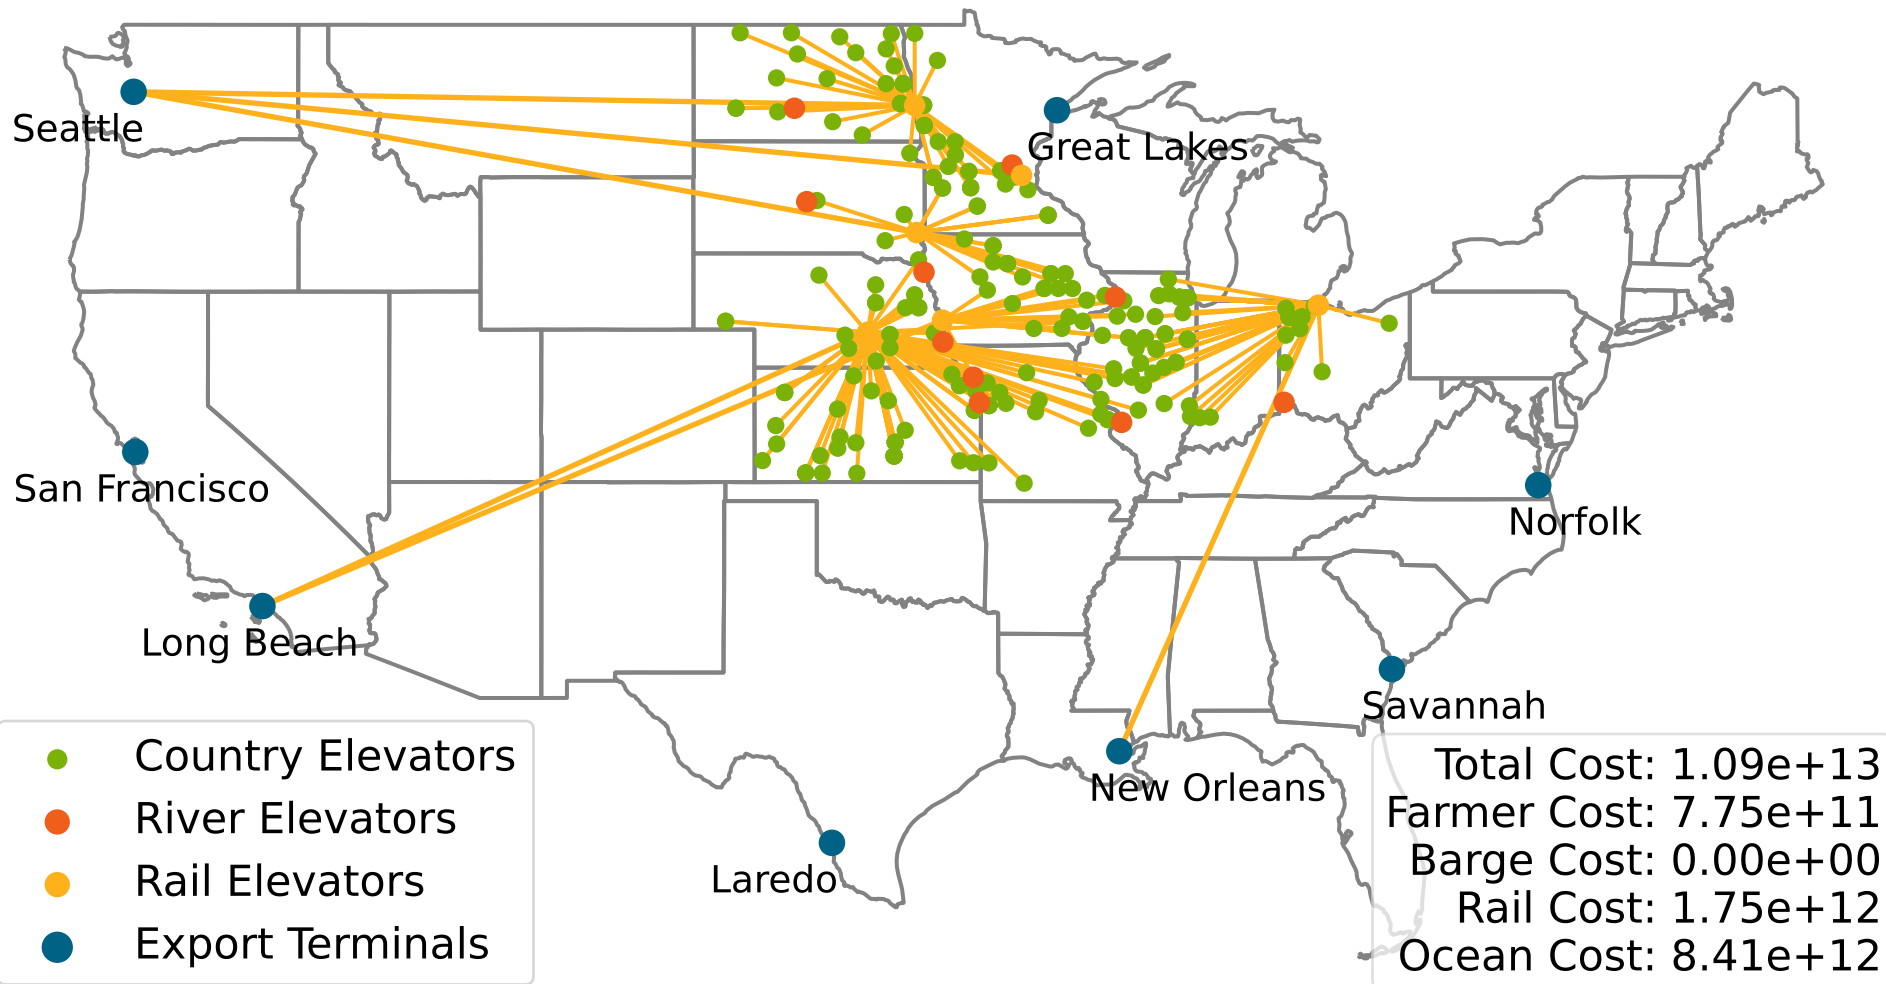 Seattle
Great Lakes
San Francisco
Norfolk
Long Beach
Savannah
New Orleans
Laredo
Country Elevators
River Elevators
Rail Elevators
Export Terminals
Total Cost: 1.09e+13
Farmer Cost: 7.75e+11
Barge Cost: 0.00e+00
Rail Cost: 1.75e+12
Ocean Cost: 8.41e+12